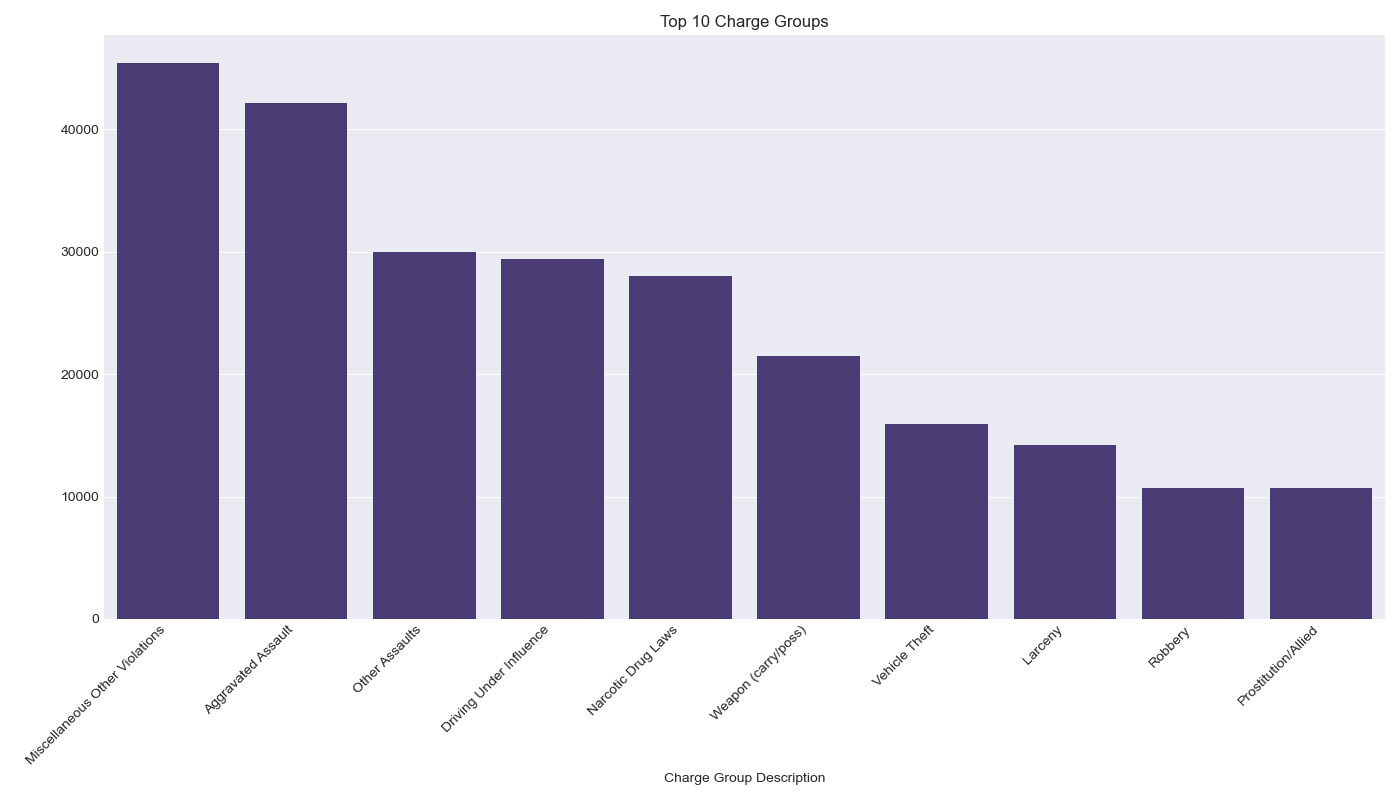 Top 10 Charge Groups
40000
30000
20000
10000
0
Miscellaneous Other Violations
Aggravated Assault
Other Assaults
Driving Under Influence
Narcotic Drug Laws
Weapon (carry/poss)
Vehicle Theft
Larceny
Robbery
Prostitution/Allied
Charge Group Description